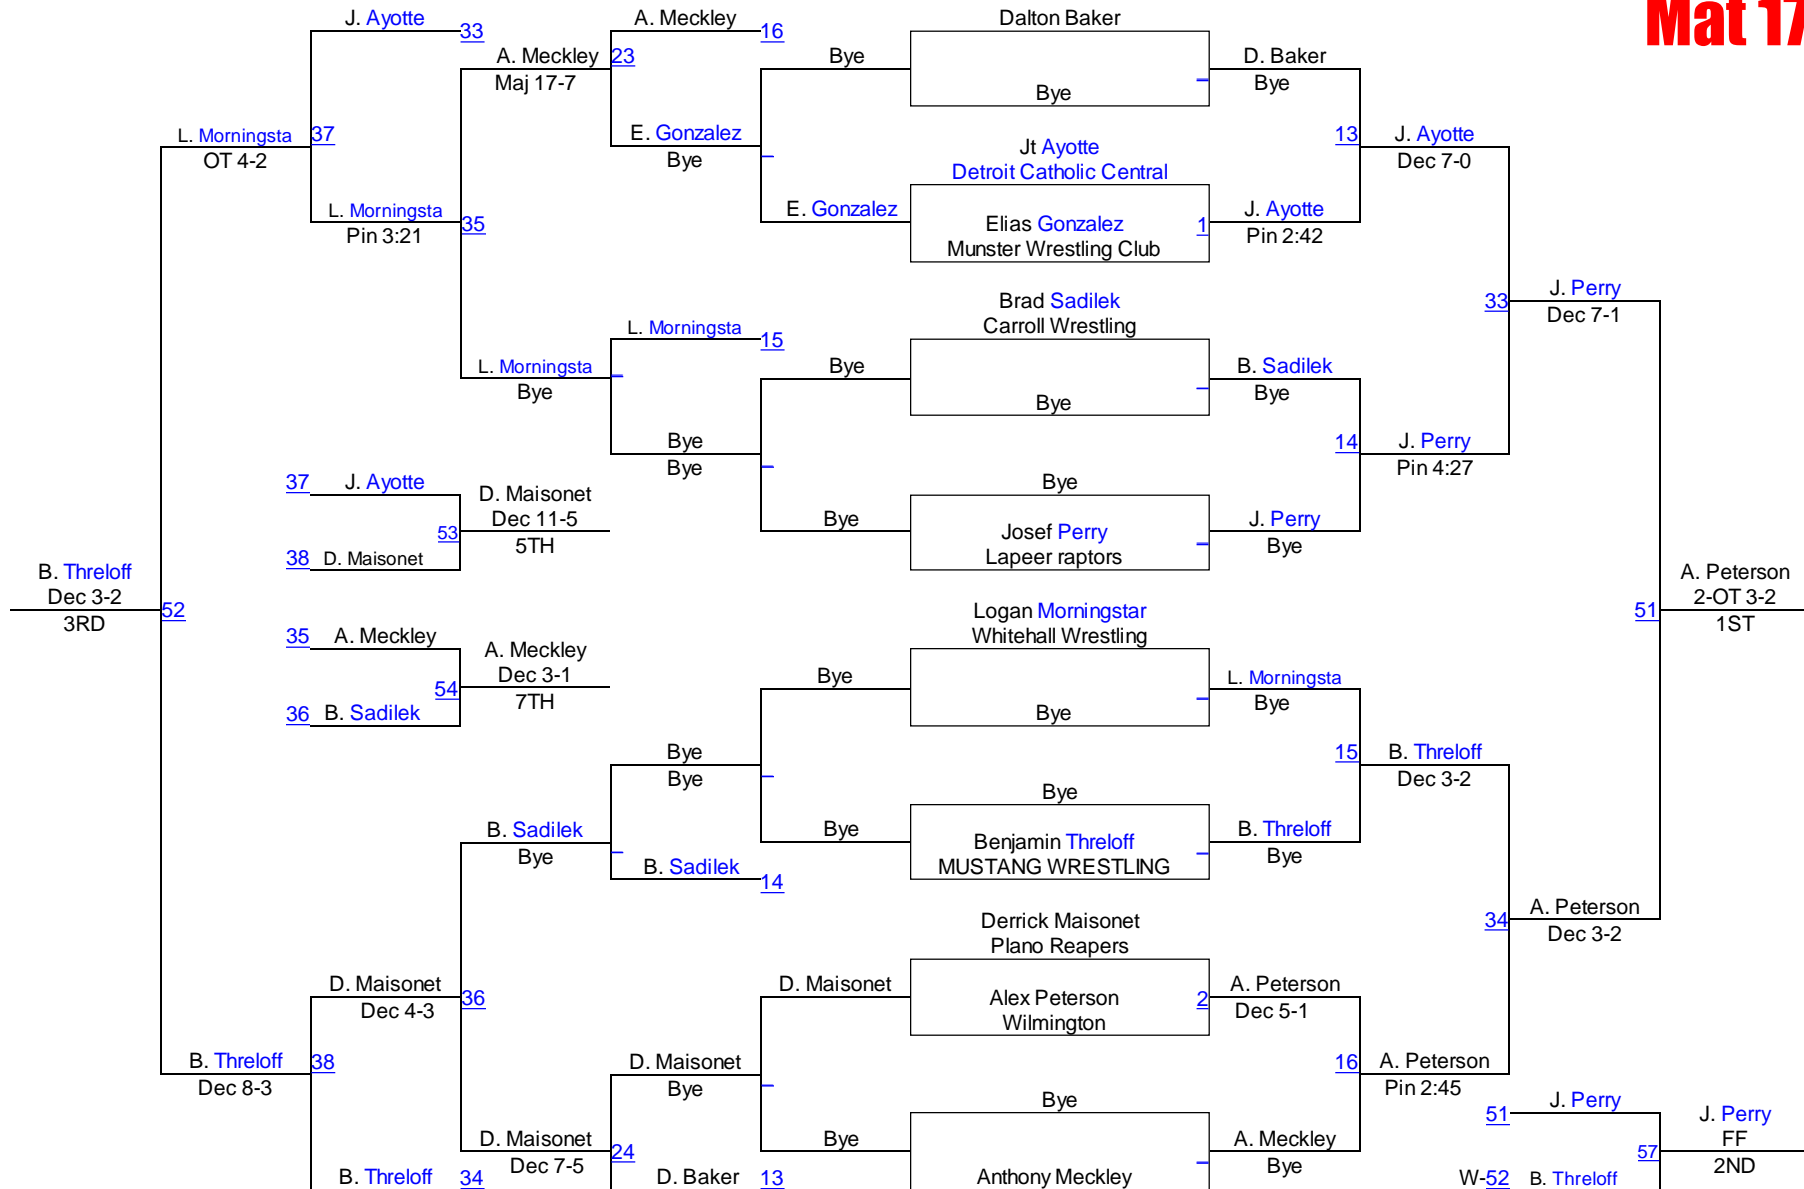 Mat 17
J. Ayotte
33
A. Meckley
16
Dalton Baker
A. Meckley
23
Maj 17-7
Bye
Bye
D. Baker
Bye
L. Morningsta
37
OT 4-2
E. Gonzalez
Bye
Jt Ayotte
Detroit Catholic Central
13
J. Ayotte
Dec 7-0
L. Morningsta
35
Pin 3:21
E. Gonzalez
Elias Gonzalez
Munster Wrestling Club
1
J. Ayotte
Pin 2:42
Brad Sadilek
Carroll Wrestling
33
J. Perry
Dec 7-1
L. Morningsta
15
L. Morningsta
Bye
Bye
Bye
B. Sadilek
Bye
Bye
Bye
14
J. Perry
Pin 4:27
37
J. Ayotte
D. Maisonet
Dec 11-5
5TH
53
38
D. Maisonet
Bye
Bye
Josef Perry
Lapeer raptors
J. Perry
Bye
B. Threloff
Dec 3-2
3RD
52
A. Peterson
2-OT 3-2
1ST
51
Logan Morningstar
Whitehall Wrestling
35
A. Meckley
A. Meckley
Dec 3-1
7TH
54
36
B. Sadilek
Bye
Bye
L. Morningsta
Bye
Bye
Bye
15
B. Threloff
Dec 3-2
Bye
B. Sadilek
Bye
Bye
Benjamin Threloff
MUSTANG WRESTLING
B. Threloff
Bye
B. Sadilek
14
Derrick Maisonet
Plano Reapers
34
A. Peterson
Dec 3-2
D. Maisonet
36
Dec 4-3
D. Maisonet
Alex Peterson
Wilmington
2
A. Peterson
Dec 5-1
B. Threloff
38
Dec 8-3
D. Maisonet
Bye
16
A. Peterson
Pin 2:45
Bye
51
J. Perry
J. Perry
FF
2ND
57
D. Maisonet
24
Dec 7-5
Bye
A. Meckley
Bye
B. Threloff
34
D. Baker
13
Anthony Meckley
W-52
B. Threloff